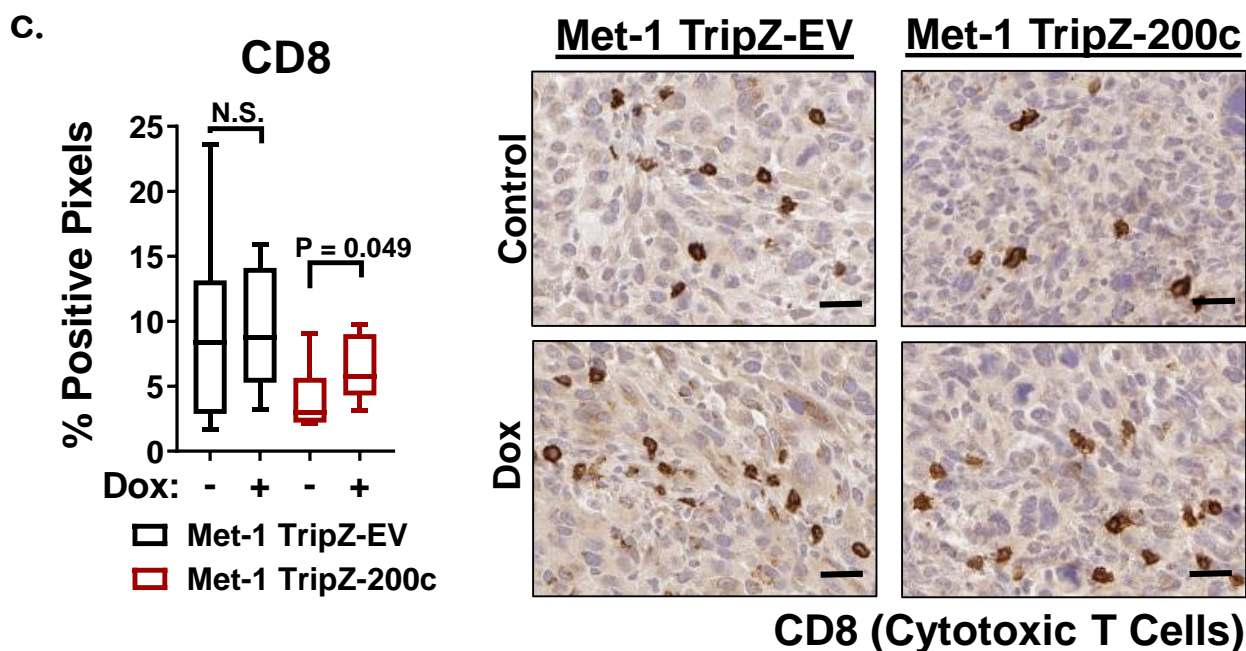 c.
CD8
% Positive Pixels
25
20
15
10
5
0
N.S.
P = 0.049
Dox: - + - +
Met-1 TripZ-EV
Met-1 TripZ-200c
Met-1 TripZ-EV
Met-1 TripZ-200c
Control
Dox
CD8 (Cytotoxic T Cells)